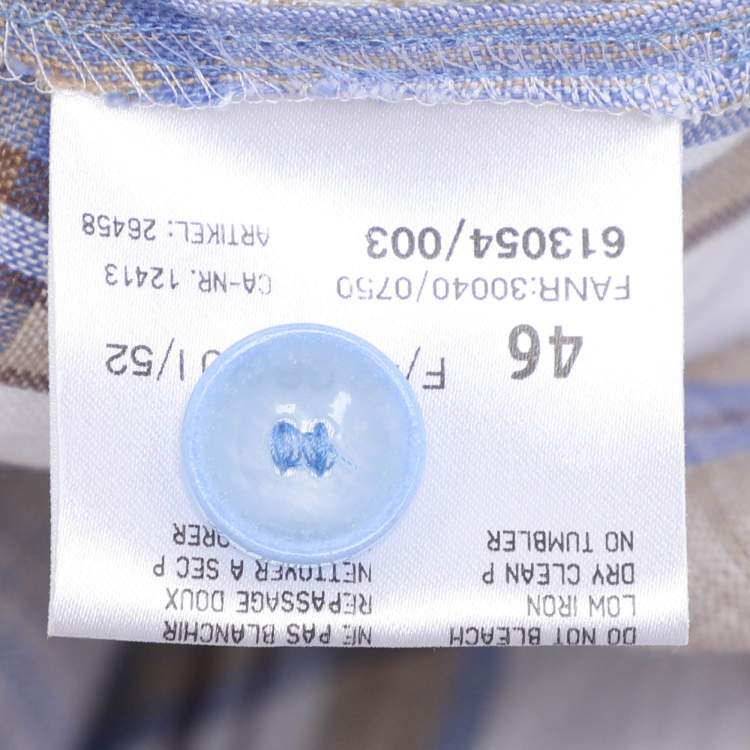 DO NOT BLEACH NE PAS BLANCHIR
LOW IRON REPASSAGE DOUX
DRY CLEAN P NETTOYER A SEC P
NO TUMBLER
46 F/ /52
FANR:30040/0750 CA-NR. 12413
613054/003 ARTIKEL: 26458